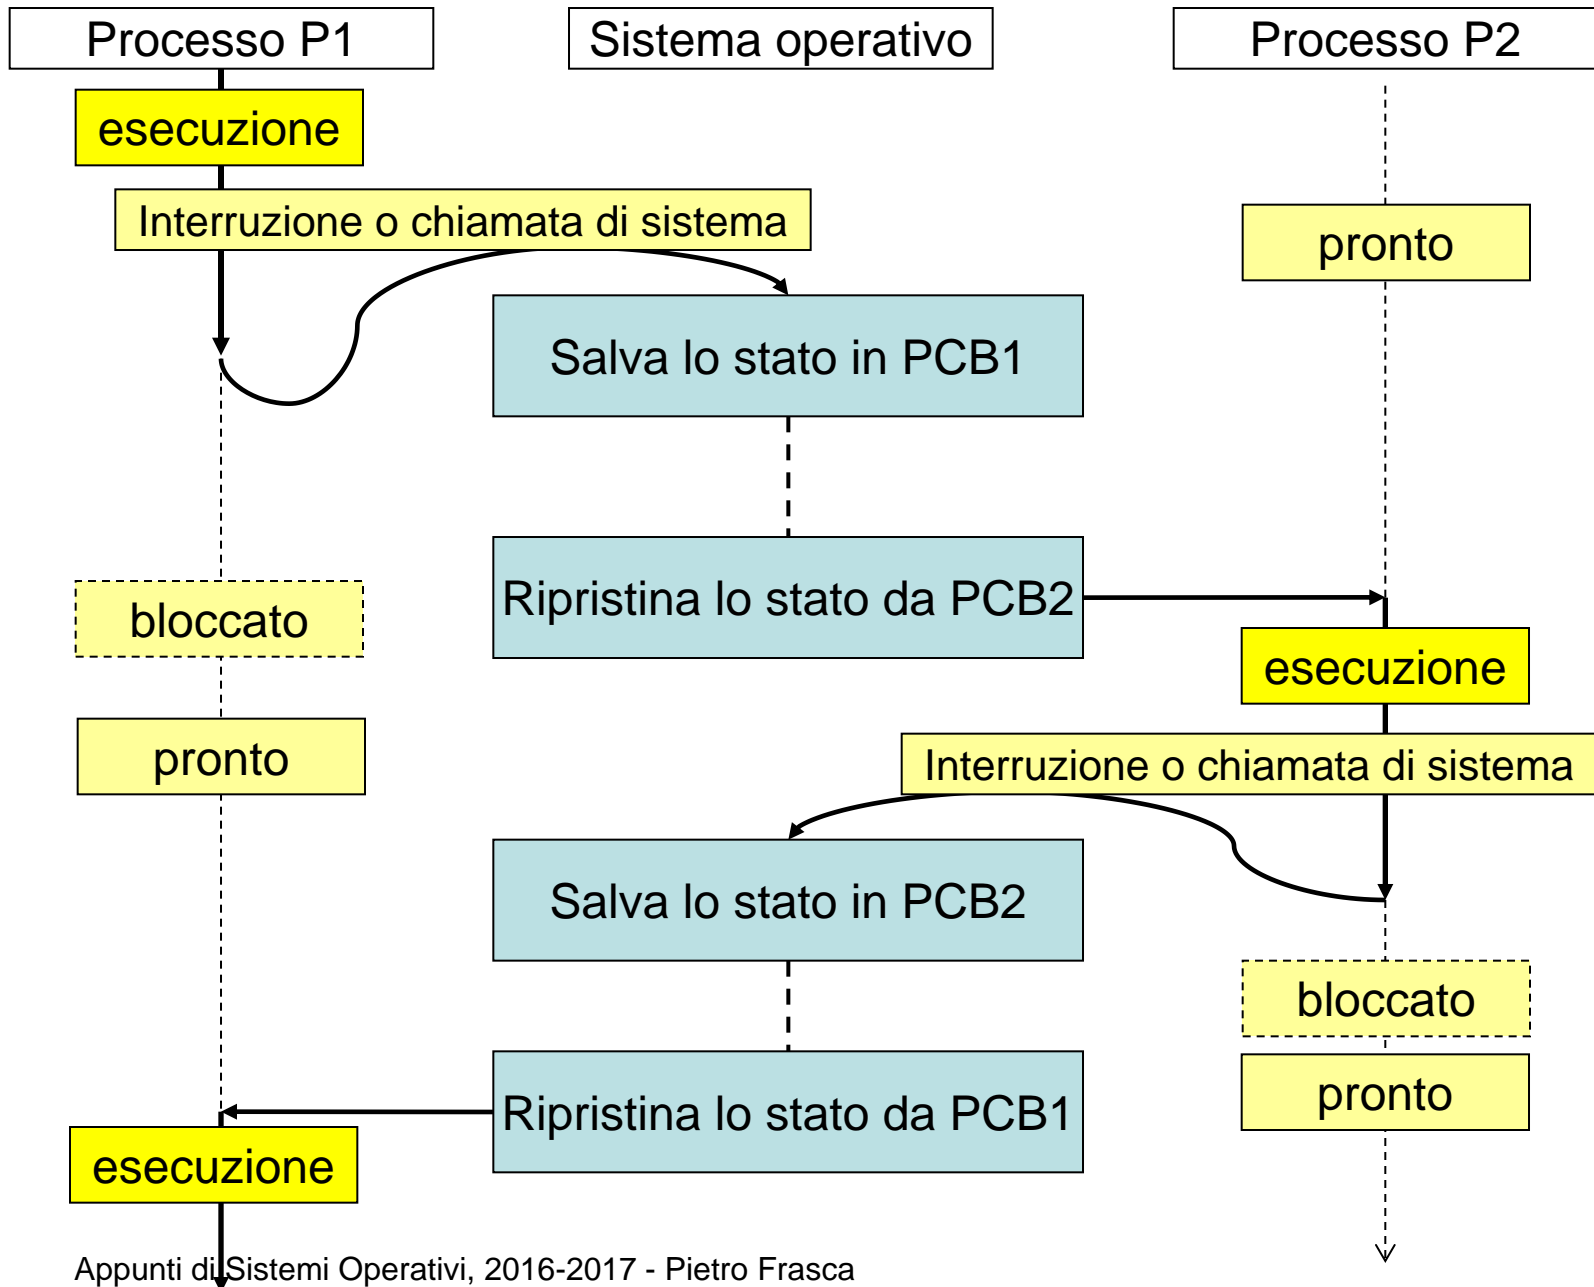 Processo P1
Sistema operativo
Processo P2
esecuzione
Interruzione o chiamata di sistema
pronto
Salva lo stato in PCB1
Ripristina lo stato da PCB2
bloccato
esecuzione
pronto
Interruzione o chiamata di sistema
Salva lo stato in PCB2
bloccato
pronto
Ripristina lo stato da PCB1
esecuzione
Appunti di Sistemi Operativi, 2016-2017 - Pietro Frasca